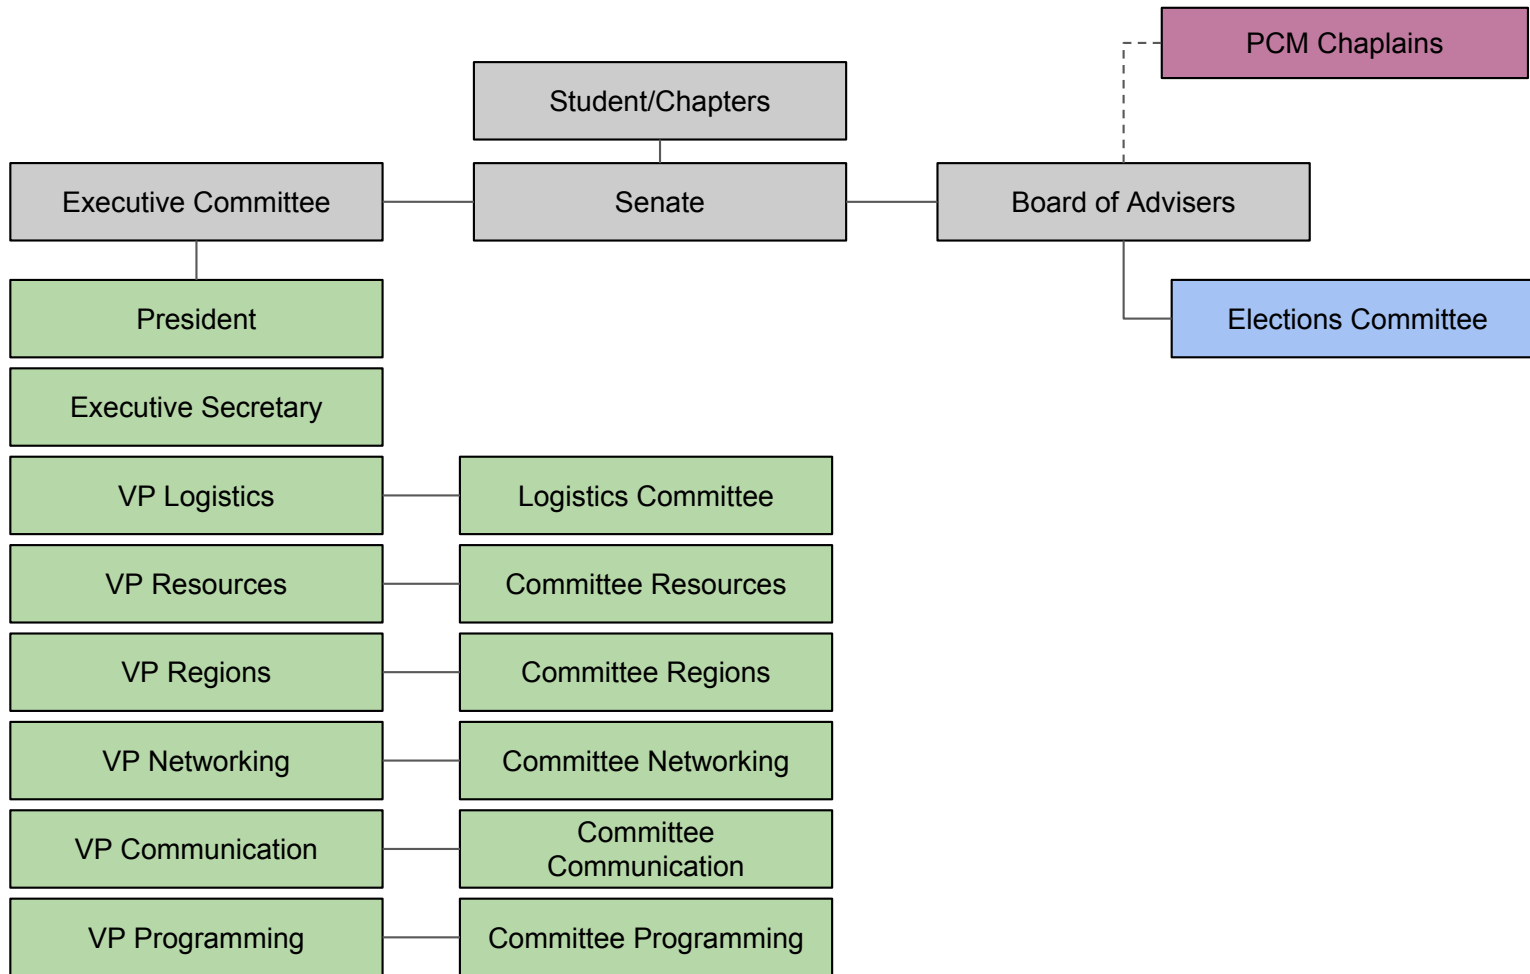 PCM Chaplains
Student/Chapters
Executive Committee
Senate
Board of Advisers
President
Elections Committee
Executive Secretary
VP Logistics
Logistics Committee
VP Resources
Committee Resources
VP Regions
Committee Regions
VP Networking
Committee Networking
VP Communication
Committee
Communication
VP Programming
Committee Programming